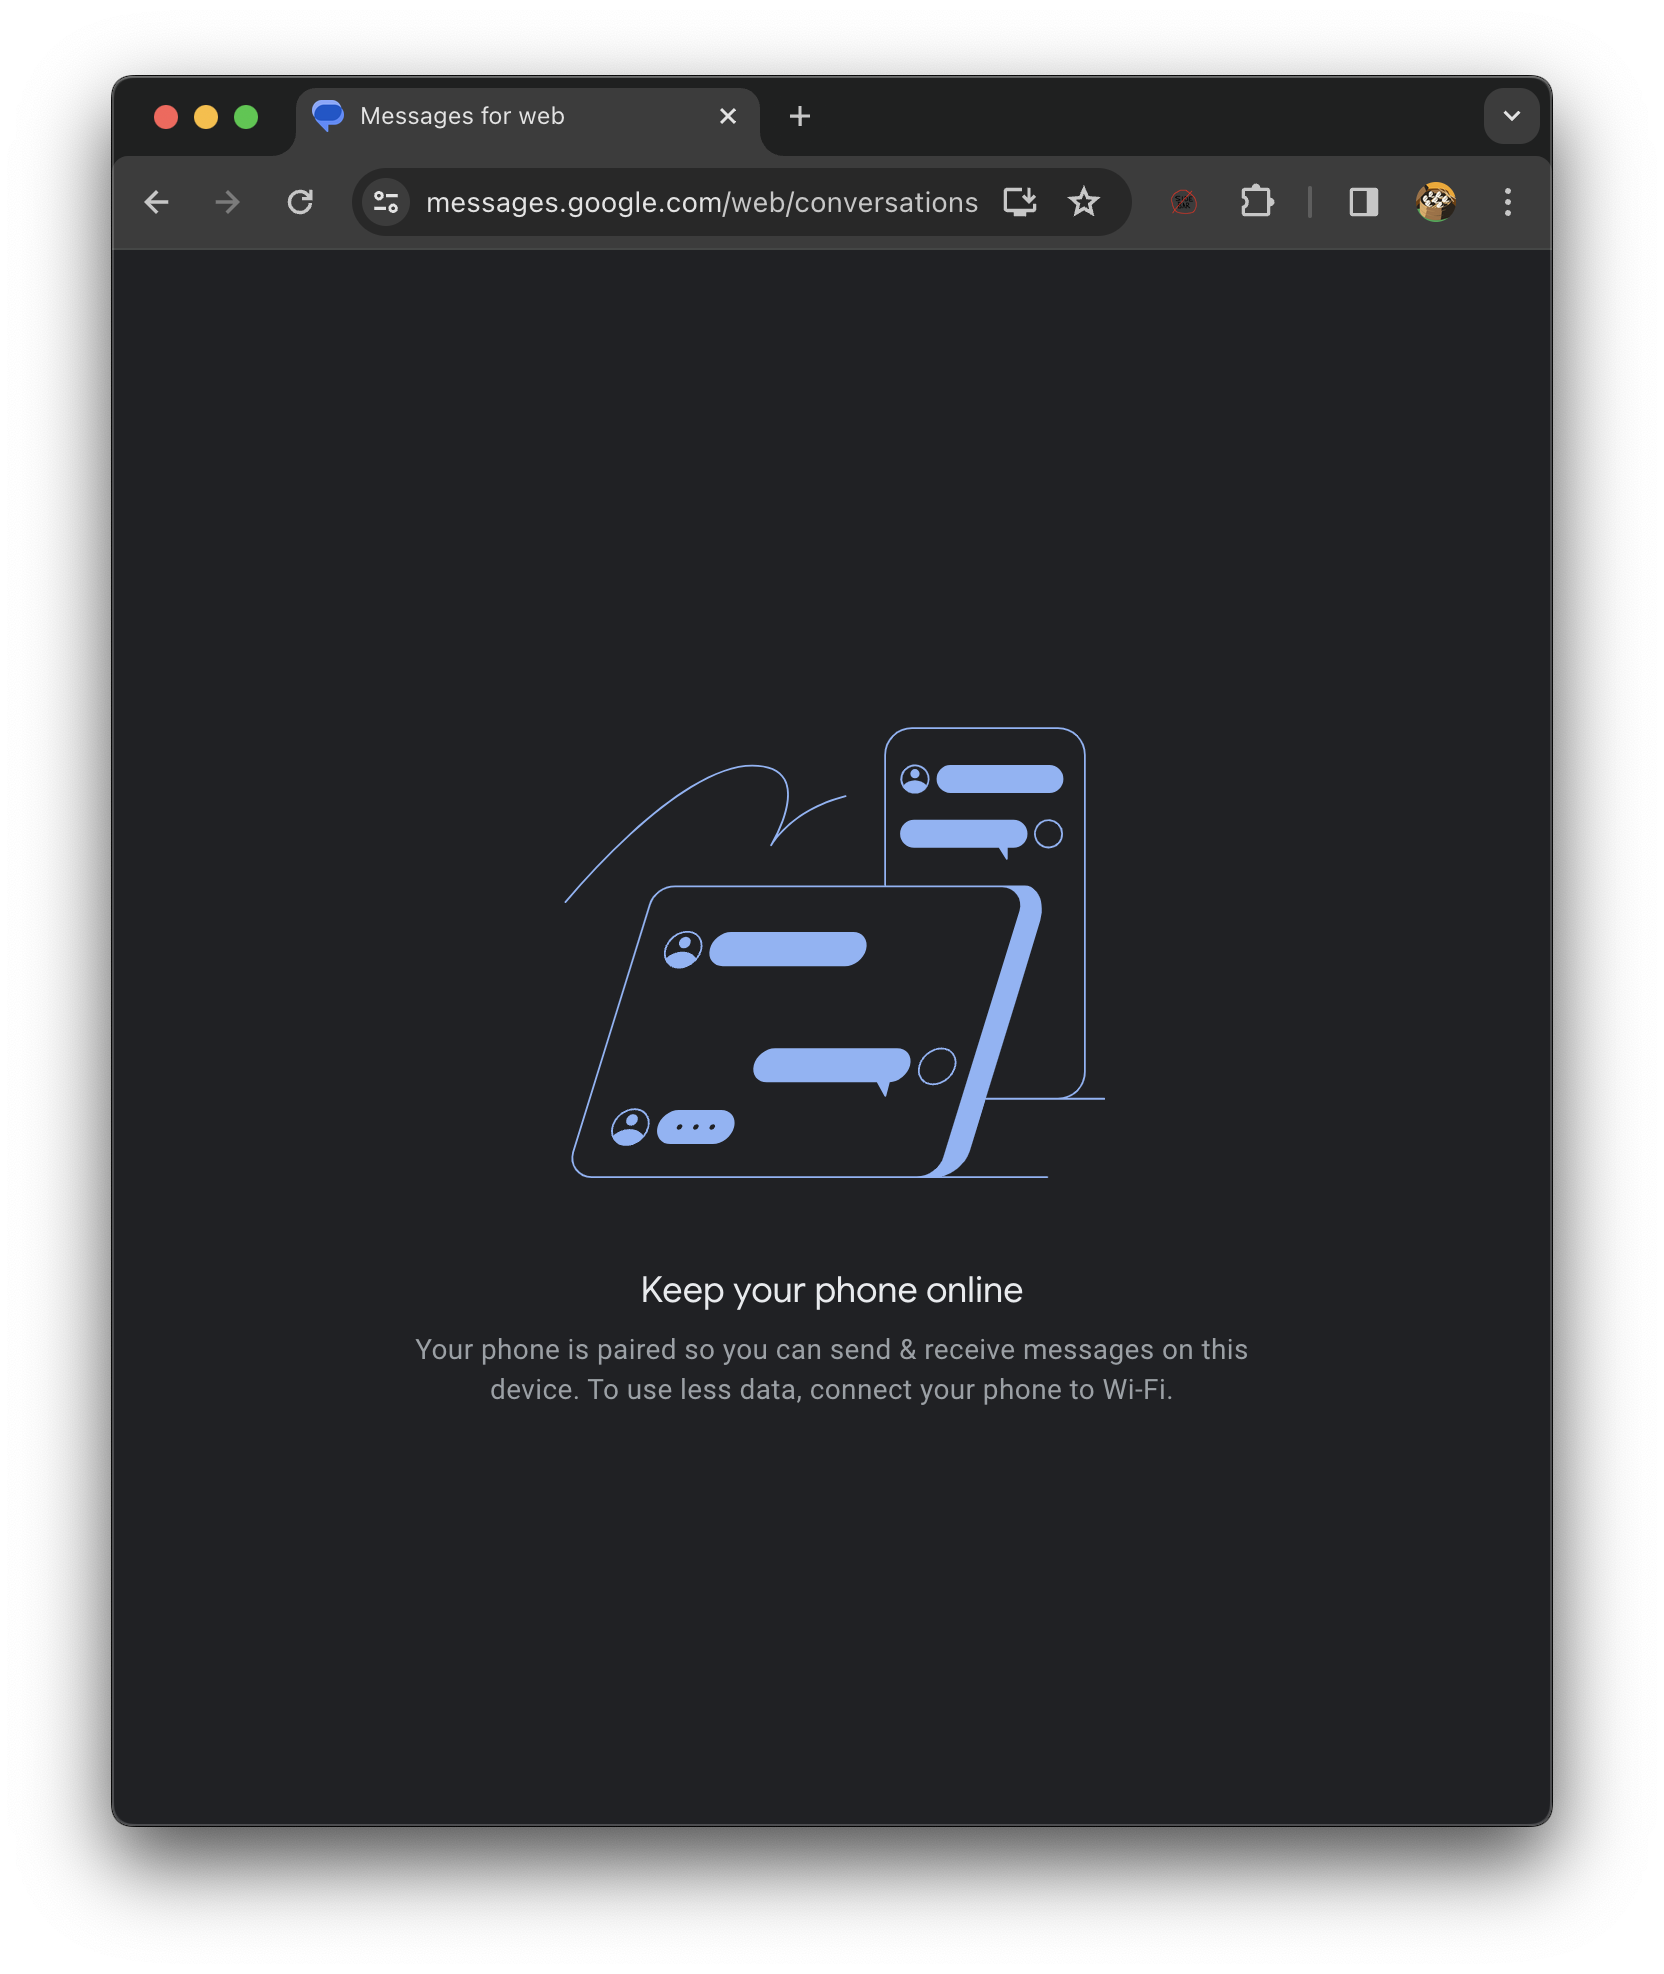 Messages for web
messages.google.com/web/conversations
Keep your phone online
Your phone is paired so you can send & receive messages on this
device. To use less data, connect your phone to Wi-Fi.